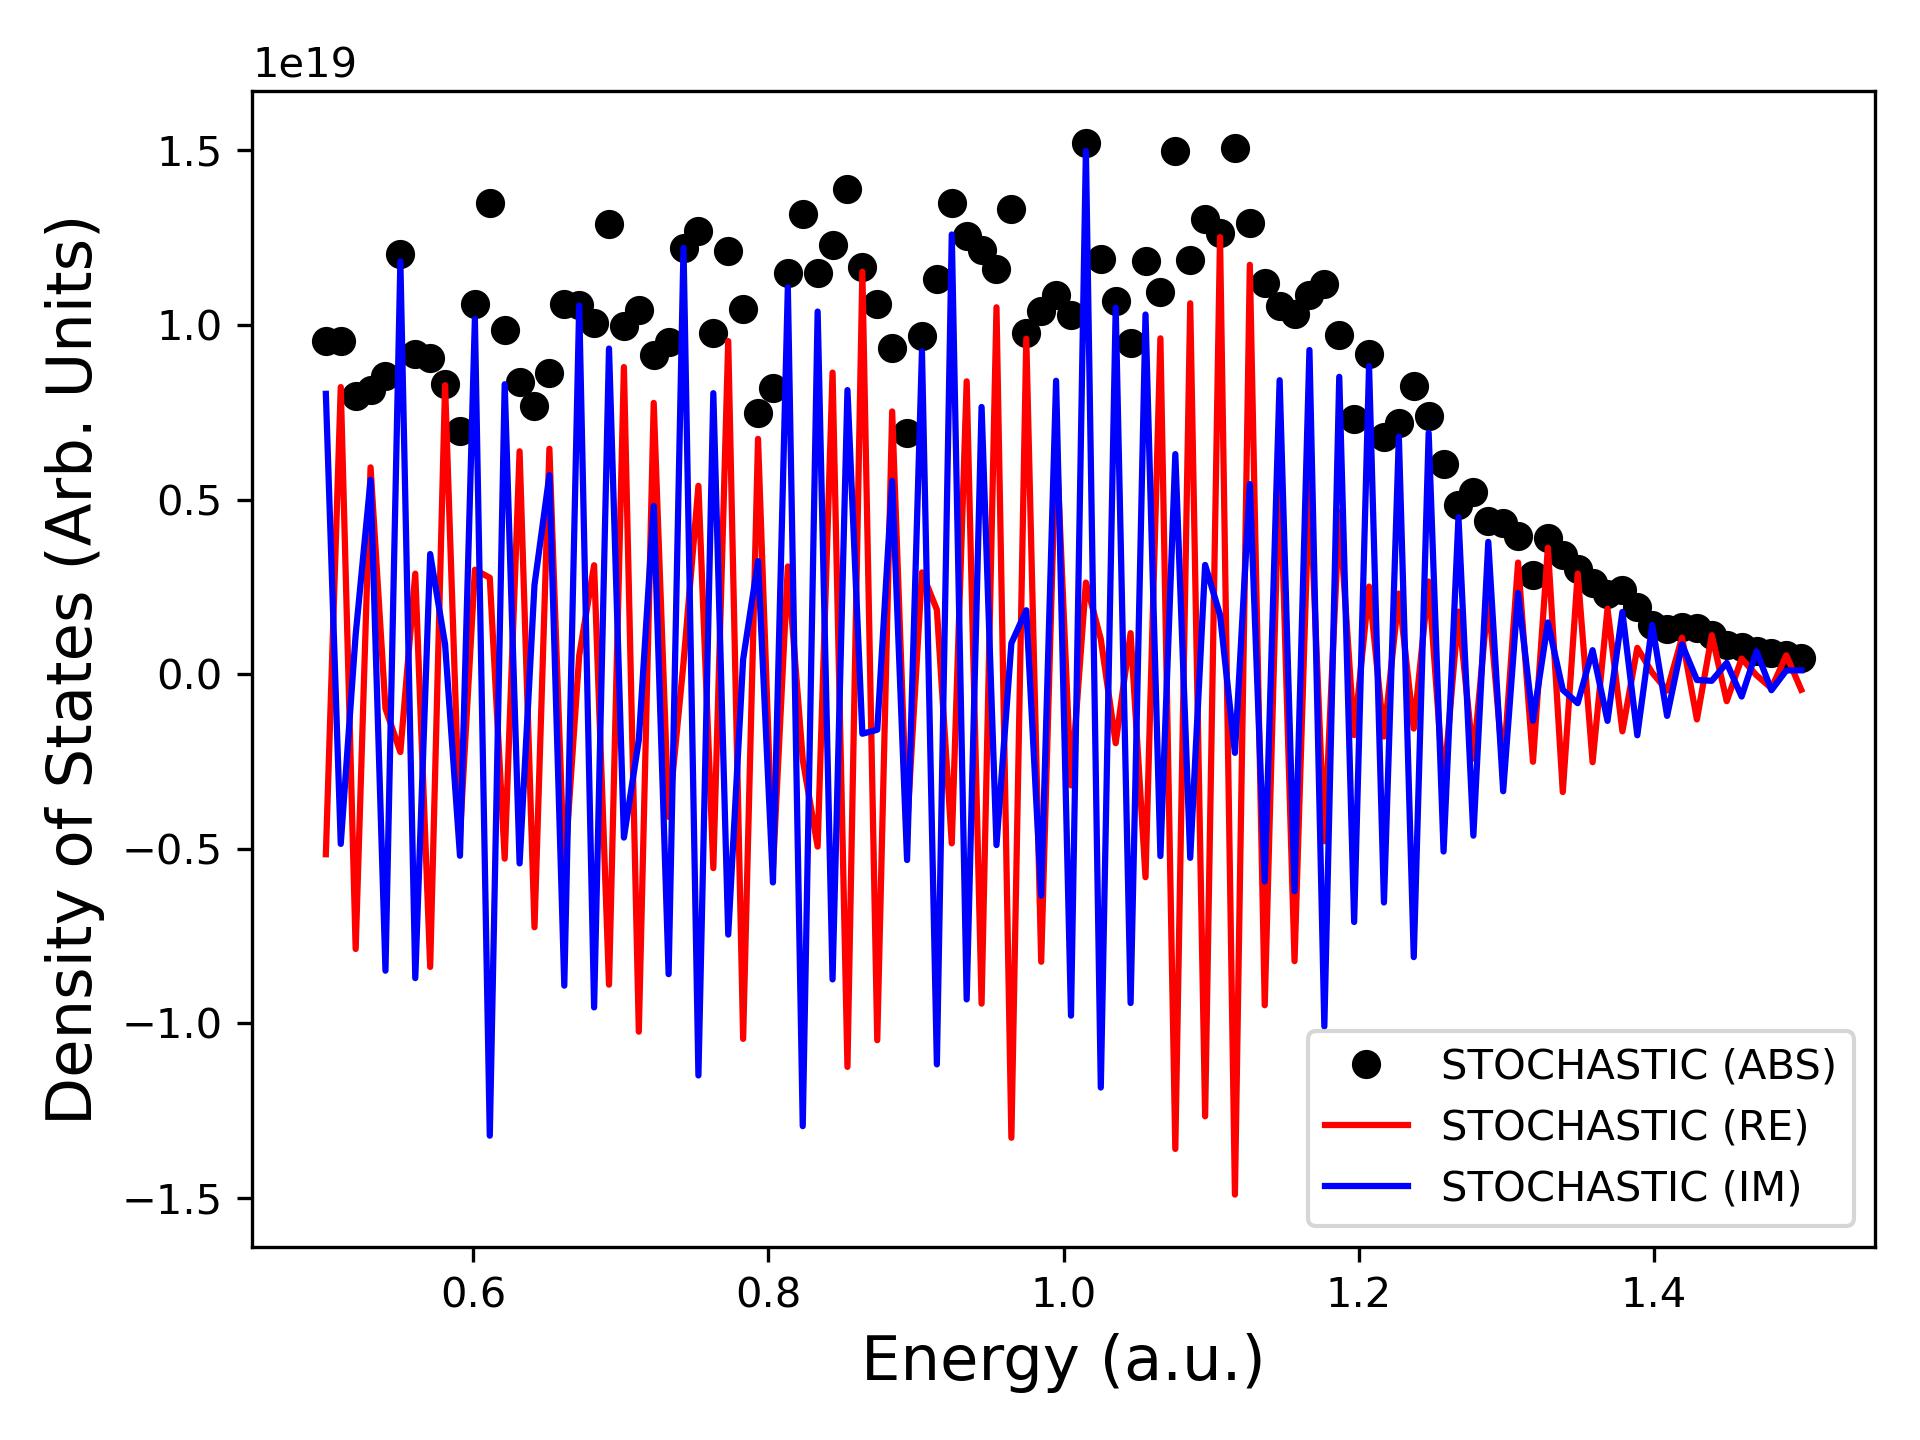 1e19
Density of States (Arb. Units)
1.5
1.0
0.5
0.0
−0.5
−1.0
−1.5
STOCHASTIC (ABS)
STOCHASTIC (RE)
STOCHASTIC (IM)
0.6 0.8 1.0 1.2 1.4
Energy (a.u.)